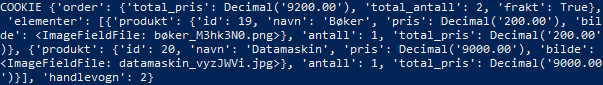 COOKIE {'order': {'total_pris': Decimal('9200.00'), 'total_antall': 2, 'frakt': True},
 'elementer': [{'produkt': {'id': 19, 'navn': 'Bøker', 'pris': Decimal('200.00'), 'bil
de': <ImageFieldFile: bøker_M3hk3N0.png>}, 'antall': 1, 'total_pris': Decimal('200.00'
)}, {'produkt': {'id': 20, 'navn': 'Datamaskin', 'pris': Decimal('9000.00'), 'bilde':
<ImageFieldFile: datamaskin_vyzJWVi.jpg>}, 'antall': 1, 'total_pris': Decimal('9000.00
')}], 'handlevogn': 2}